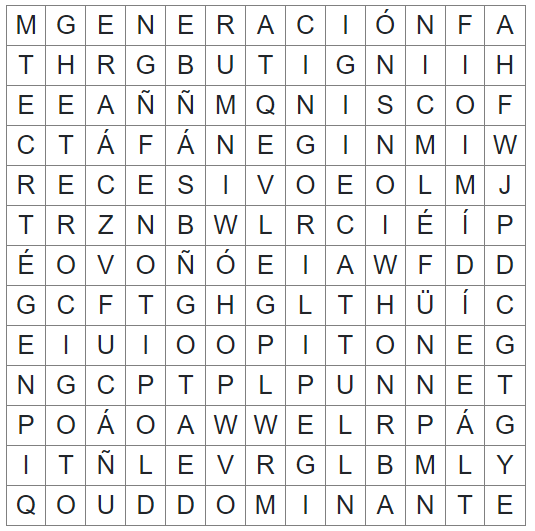 M G E N E R A C I Ó N F A
T H R G B U T I G N I I H
E E A Ñ Ñ M Q N I S C O F
C T Á F Á N E G I N M I W
R E C E S I V O E O L M J
T R Z N B W L R C I É Í P
É O V O Ñ Ó E I A W F D D
G C F T G H G L T H Ü Í C
E I U I O O P I T O N E G
N G C P T P L P U N N E T
P O Á O A W W E L R P Á G
I T Ñ L E V R G L B M L Y
Q O U D D O M I N A N T E